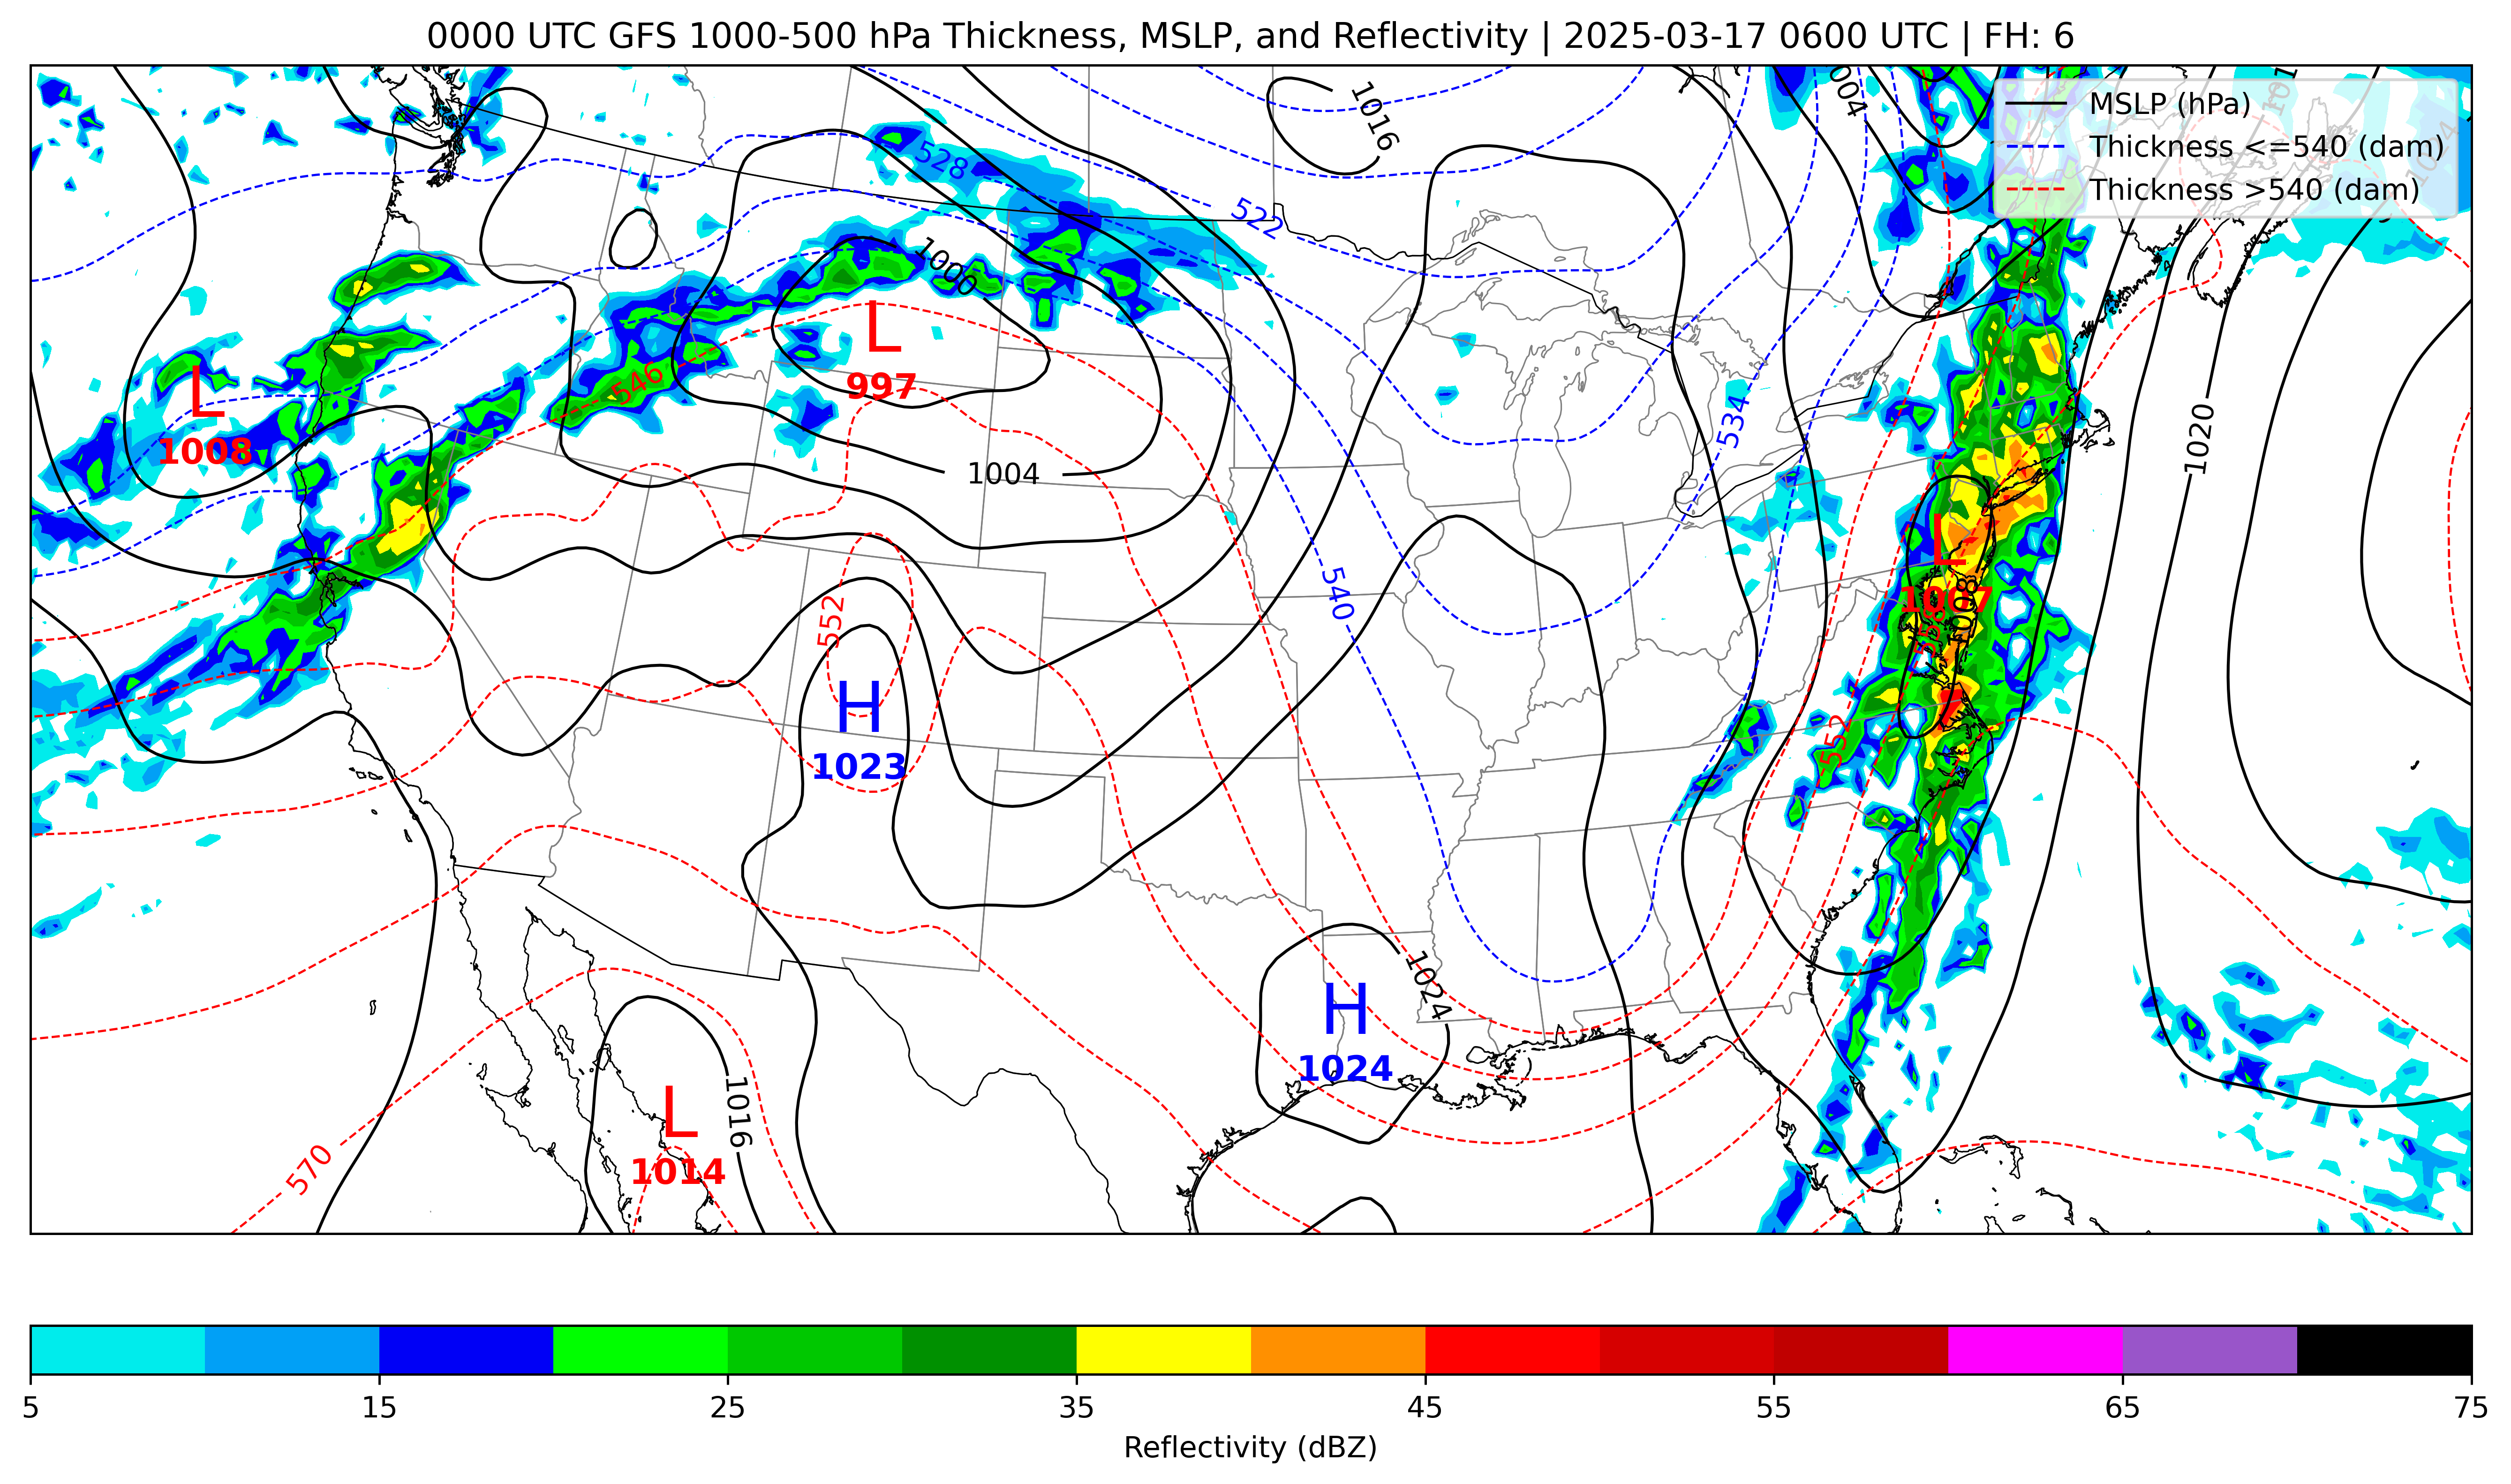 0000 UTC GFS 1000-500 hPa Thickness, MSLP, and Reflectivity | 2025-03-17 0600 UTC | FH: 6
MSLP (hPa)
Thickness <=540 (dam)
Thickness >540 (dam)
1016
004
528
522
1000
L
997
546
L
1008
1004
534
1020
540
L
1007
1008
552
H
1023
552
1024
H
1024
L
1014
1016
570
5 15 25 35 45 55 65 75
Reflectivity (dBZ)